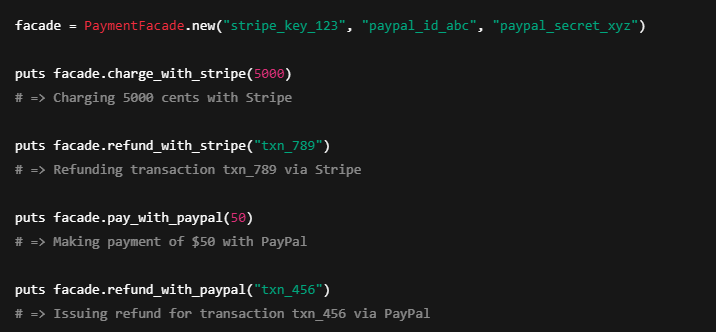 facade = PaymentFacade.new("stripe_key_123", "paypal_id_abc", "paypal_secret_xyz")
puts facade.charge_with_stripe(5000)
# => Charging 5000 cents with Stripe
puts facade.refund_with_stripe("txn_789")
# => Refunding transaction txn_789 via Stripe
puts facade.pay_with_paypal(50)
# => Making payment of $50 with PayPal
puts facade.refund_with_paypal("txn_456")
# => Issuing refund for transaction txn_456 via PayPal